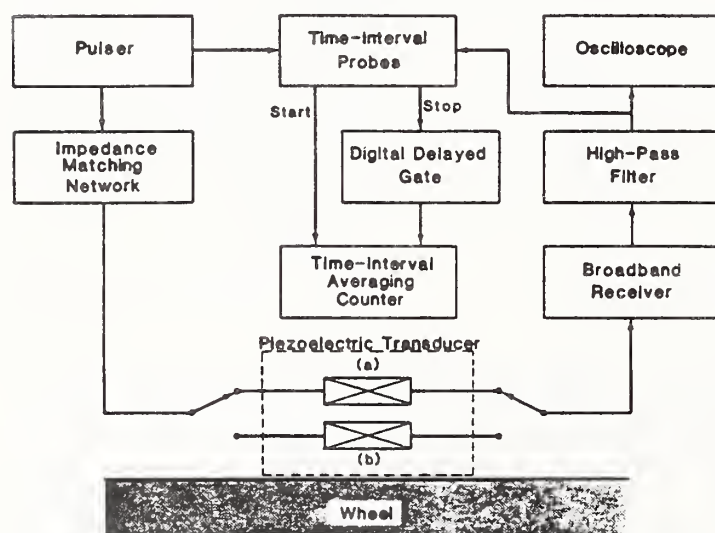 Pulser
Time-Interval
Probes
Oscilloscope
Start
Stop
Impedance
Matching
Network
Digital Delayed
Gate
High-Pass
Filter
Time-Interval
Averaging
Counter
Broadband
Receiver
Piezoelectric Transducer
(a)
(b)
Wheel